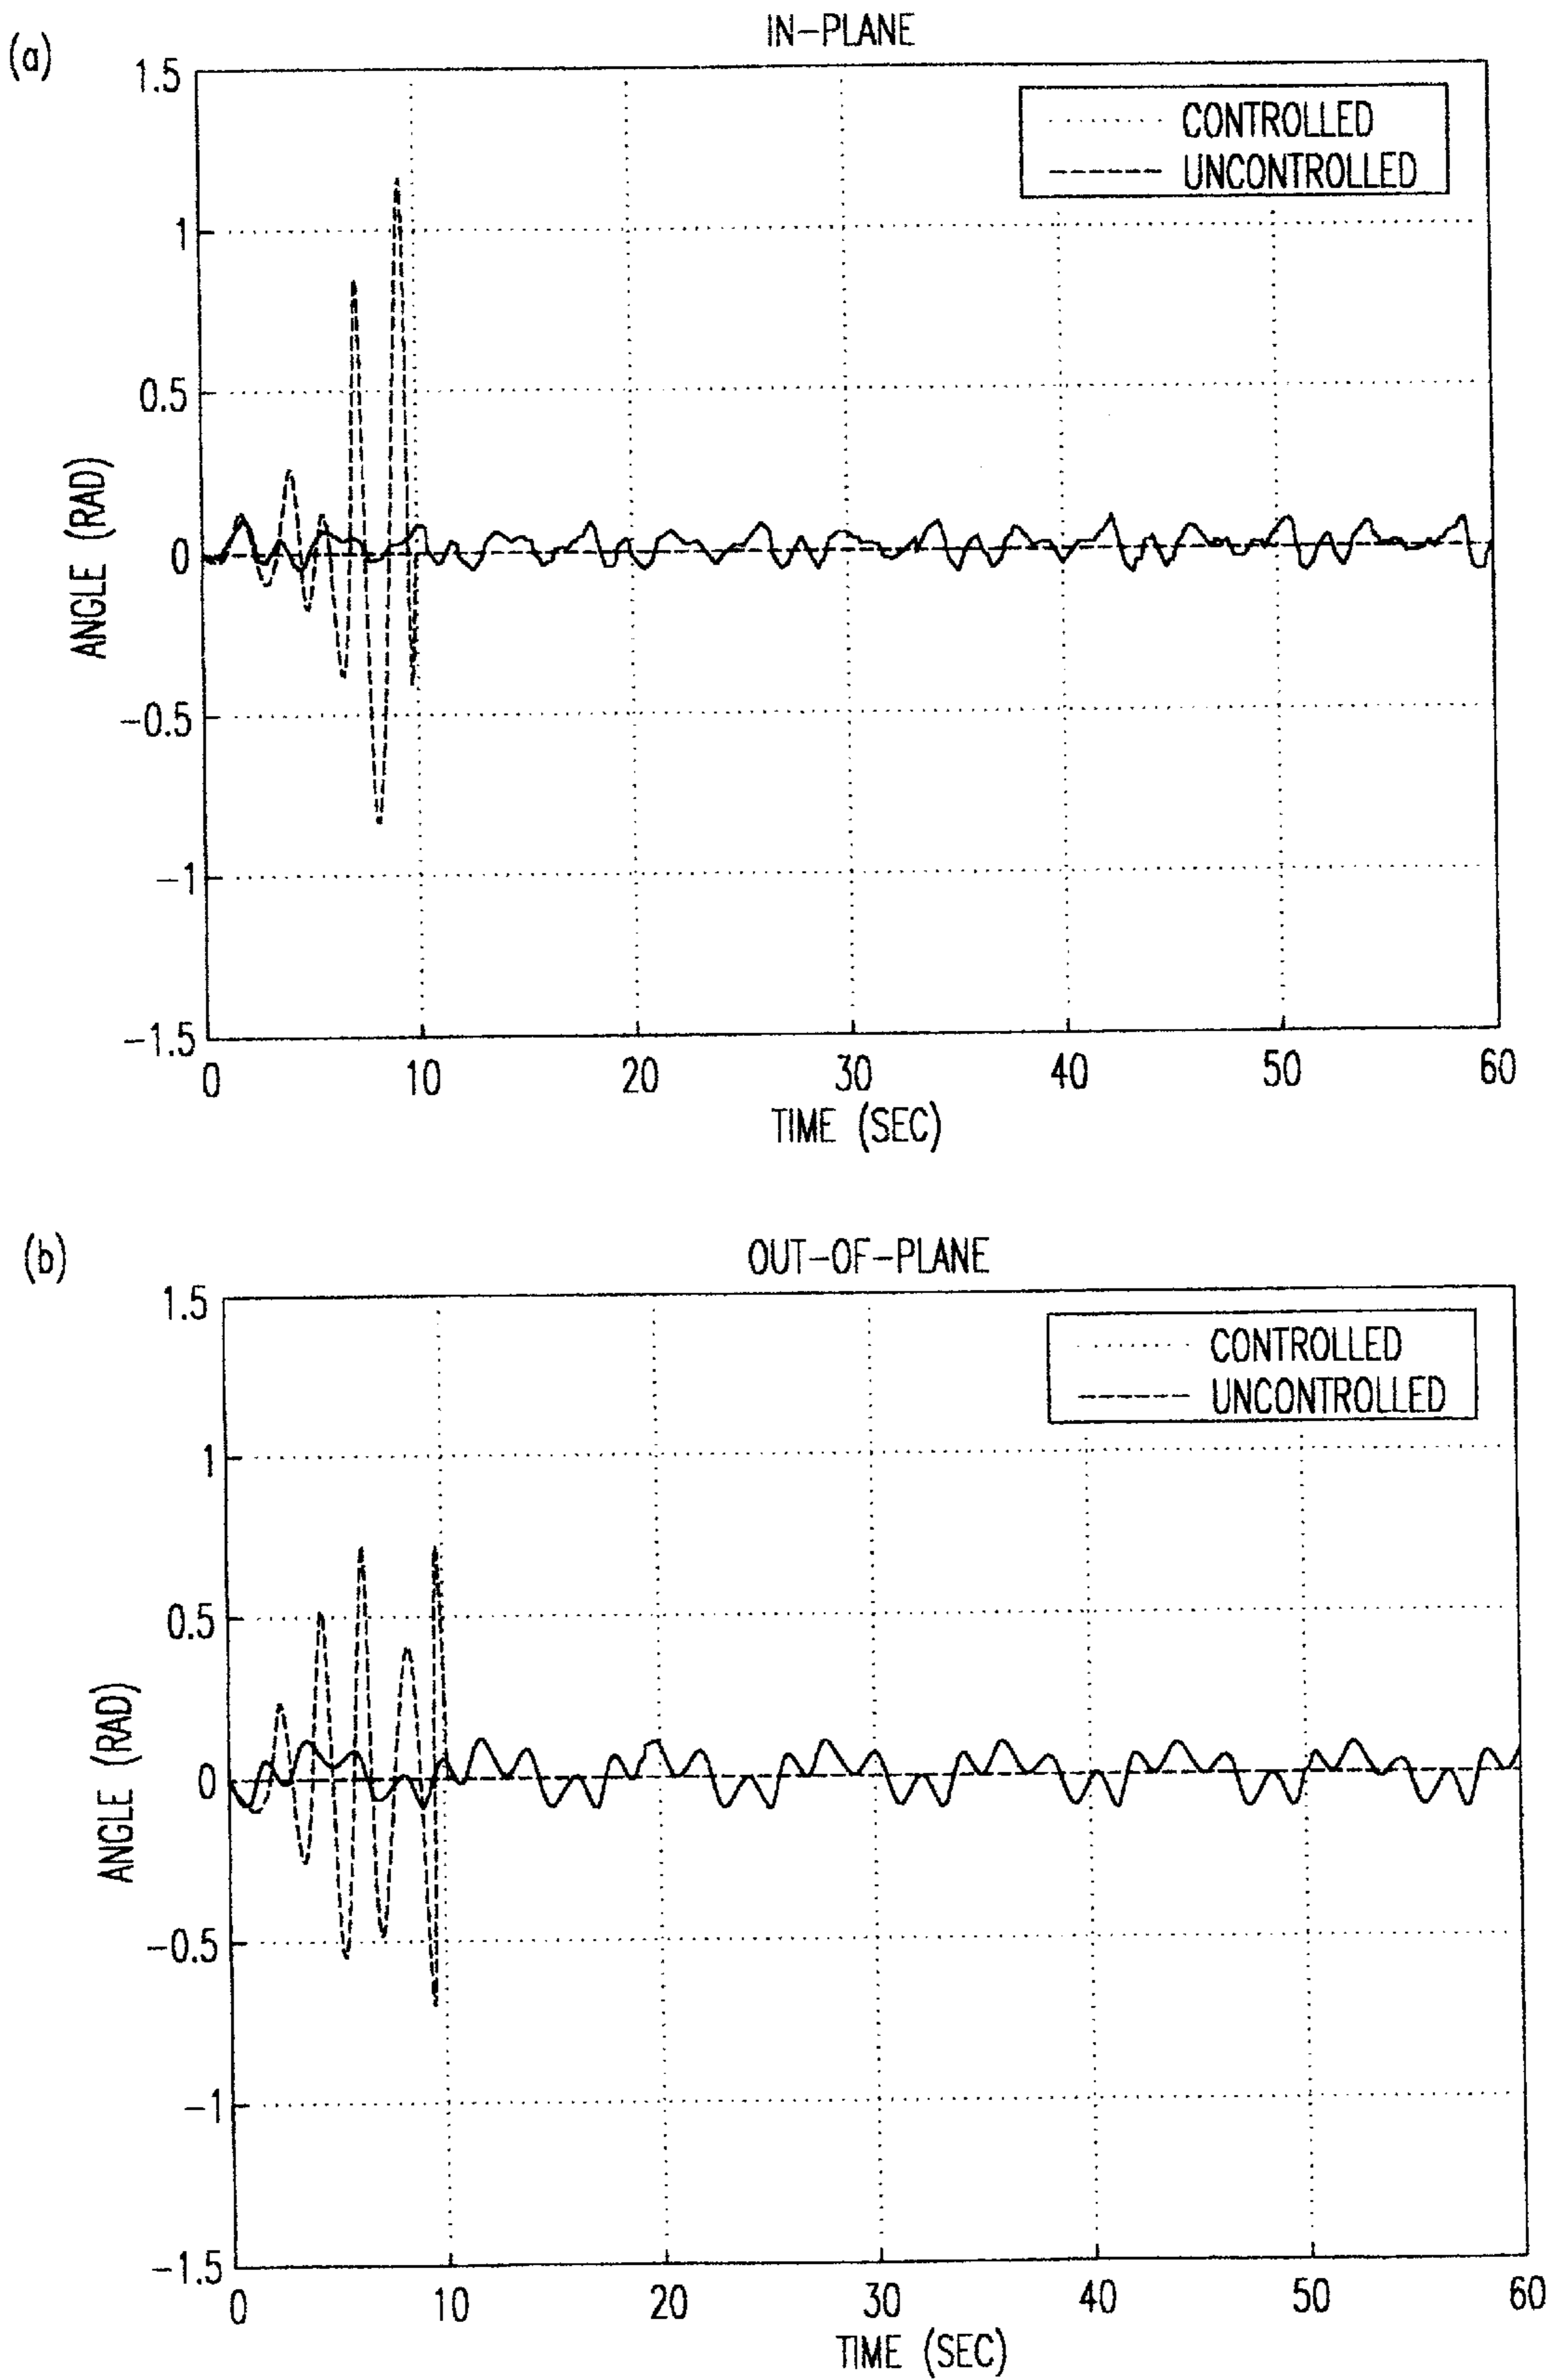 (a)
IN-PLANE
1.5
CONTROLLED
UNCONTROLLED
1
0.5
0
-0.5
-1
-1.5
ANGLE (RAD)
0 10 20 30 40 50 60
TIME (SEC)
(b)
OUT-OF-PLANE
1.5
CONTROLLED
UNCONTROLLED
1
0.5
0
-0.5
-1
-1.5
ANGLE (RAD)
0 10 20 30 40 50 60
TIME (SEC)